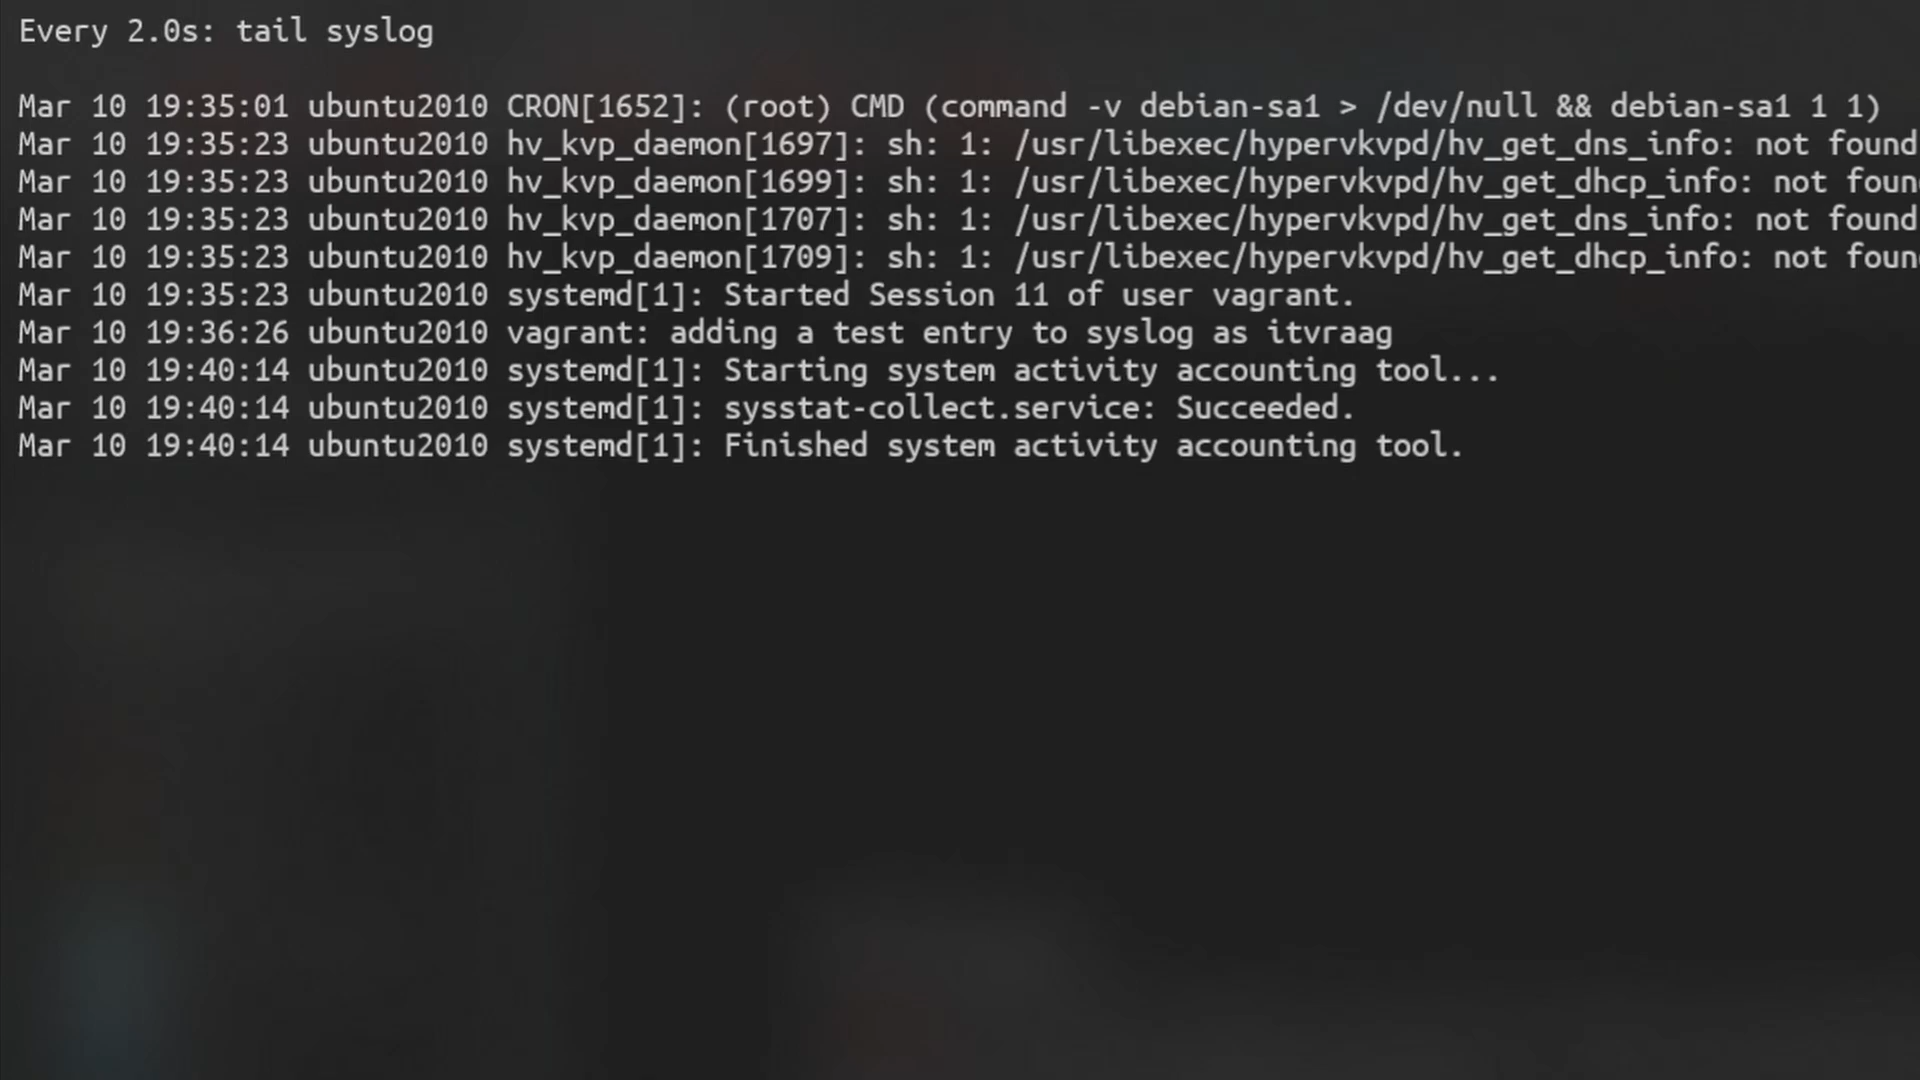 Every 2.0s: tail syslog
Mar 10 19:35:01 ubuntu2010 CRON[1652]: (root) CMD (command -v debian-sa1 > /dev/null && debian-sa1 1 1)
Mar 10 19:35:23 ubuntu2010 hv_kvp_daemon[1697]: sh: 1: /usr/libexec/hypervkvpd/hv_get_dns_info: not found
Mar 10 19:35:23 ubuntu2010 hv_kvp_daemon[1699]: sh: 1: /usr/libexec/hypervkvpd/hv_get_dhcp_info: not foun
Mar 10 19:35:23 ubuntu2010 hv_kvp_daemon[1707]: sh: 1: /usr/libexec/hypervkvpd/hv_get_dns_info: not found
Mar 10 19:35:23 ubuntu2010 hv_kvp_daemon[1709]: sh: 1: /usr/libexec/hypervkvpd/hv_get_dhcp_info: not foun
Mar 10 19:35:23 ubuntu2010 systemd[1]: Started Session 11 of user vagrant.
Mar 10 19:36:26 ubuntu2010 vagrant: adding a test entry to syslog as itvraag
Mar 10 19:40:14 ubuntu2010 systemd[1]: Starting system activity accounting tool...
Mar 10 19:40:14 ubuntu2010 systemd[1]: sysstat-collect.service: Succeeded.
Mar 10 19:40:14 ubuntu2010 systemd[1]: Finished system activity accounting tool.